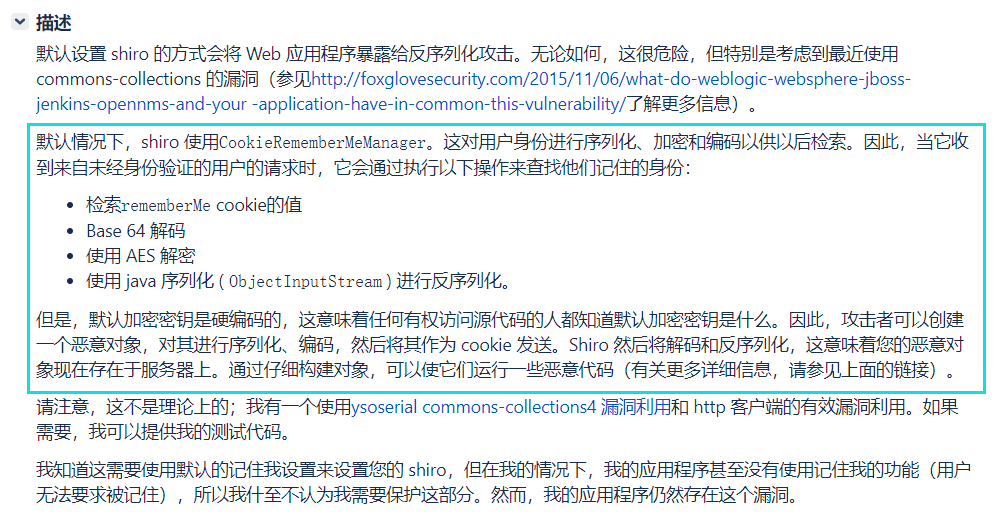 描述
默认设置 shiro 的方式会将 Web 应用程序暴露给反序列化攻击。无论如何，这很危险，但特别是考虑到最近使用
commons-collections 的漏洞（参见http://foxglovesecurity.com/2015/11/06/what-do-weblogic-websphere-jboss-
jenkins-opennms-and-your -application-have-in-common-this-vulnerability/了解更多信息）。
默认情况下，shiro 使用CookieRememberMeManager。这对用户身份进行序列化、加密和编码以供以后检索。因此，当它收
到来自未经身份验证的用户的请求时，它会通过执行以下操作来查找他们记住的身份：
• 检索rememberMe cookie的值
• Base 64 解码
• 使用 AES 解密
• 使用 java 序列化 ( ObjectInputStream ) 进行反序列化。
但是，默认加密密钥是硬编码的，这意味着任何有权访问源代码的人都知道默认加密密钥是什么。因此，攻击者可以创建
一个恶意对象，对其进行序列化、编码，然后将其作为 cookie 发送。Shiro 然后将解码和反序列化，这意味着您的恶意对
象现在存在于服务器上。通过仔细构建对象，可以使它们运行一些恶意代码（有关更多详细信息，请参见上面的链接）。
请注意，这不是理论上的；我有一个使用ysoserial commons-collections4 漏洞利用和 http 客户端的有效漏洞利用。如果
需要，我可以提供我的测试代码。
我知道这需要使用默认的记住我设置来设置您的 shiro，但在我的情况下，我的应用程序甚至没有使用记住我的功能（用户
无法要求被记住），所以我什至不认为我需要保护这部分。然而，我的应用程序仍然存在这个漏洞。